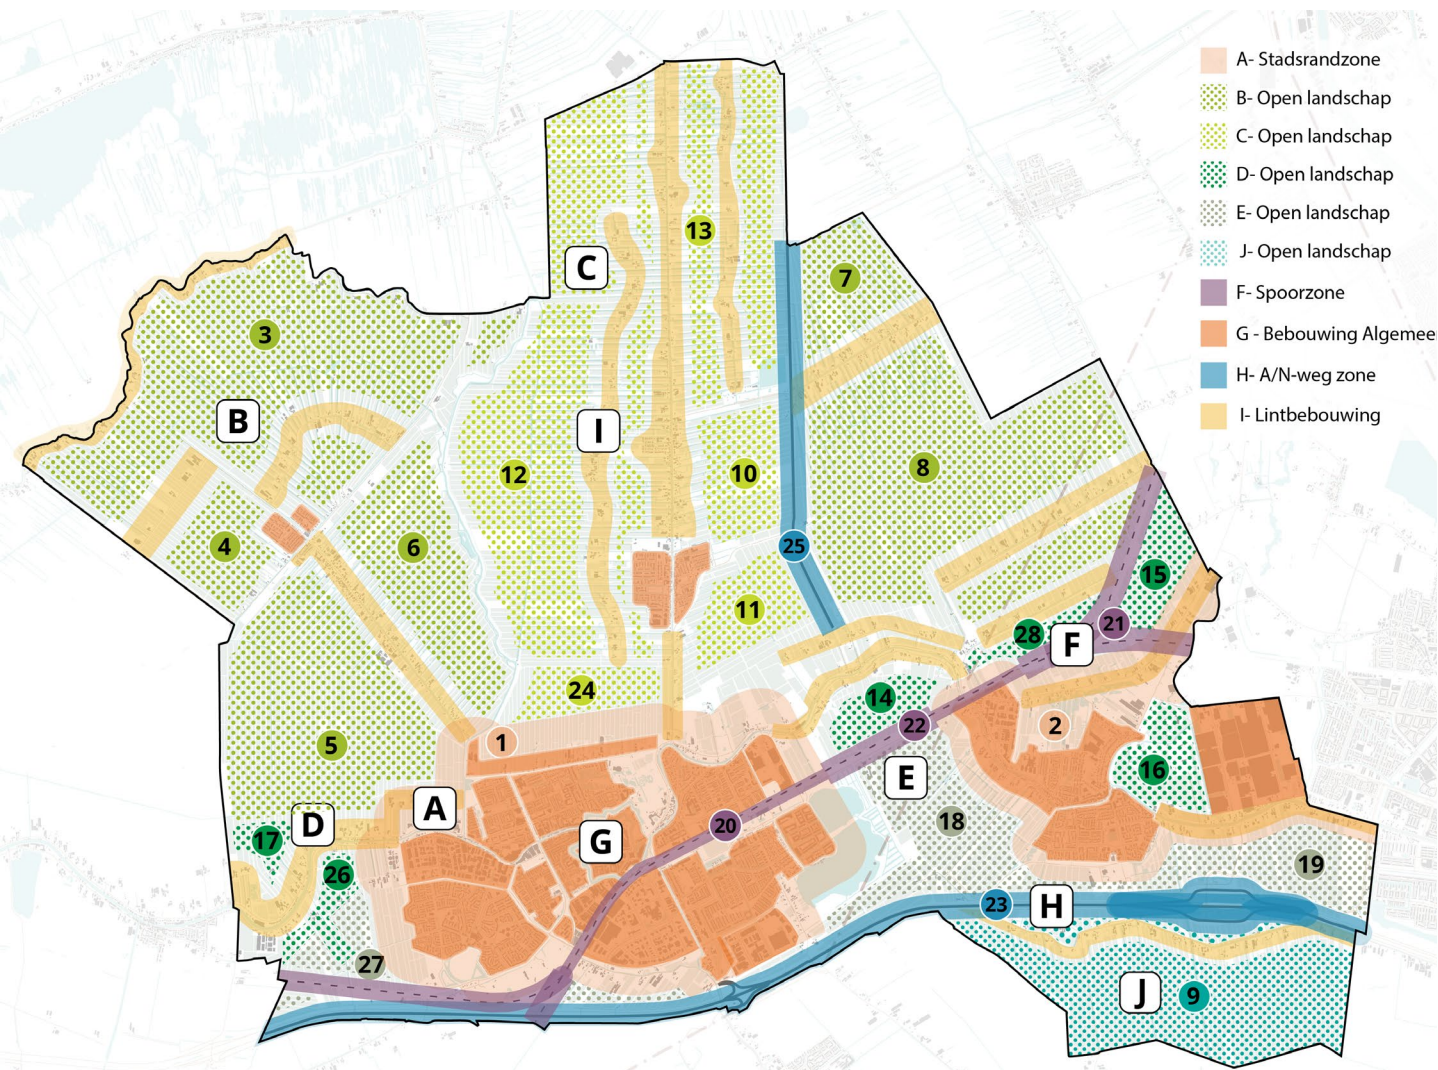 A- Stadsrandzone
B- Open landschap
C- Open landschap
D- Open landschap
E- Open landschap
J- Open landschap
F- Spoorzone
G - Bebouwing Algemee
H- A/N-weg zone
I- Lintbebouwing
13
C
7
3
B
I
12
10
8
4
6
25
11
15
28
21
F
24
14
5
1
22
2
E
16
A
D
17
G
20
18
26
19
23
H
27
J
9